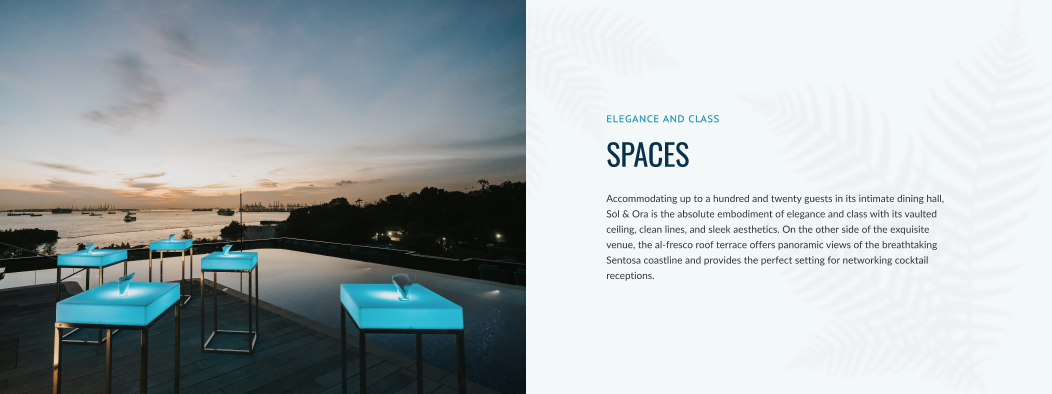 ELEGANCE AND CLASS
SPACES
Accommodating up to a hundred and twenty guests in its intimate dining hall,
Sol & Ora is the absolute embodiment of elegance and class with its vaulted
ceiling, clean lines, and sleek aesthetics. On the other side of the exquisite
venue, the al-fresco roof terrace offers panoramic views of the breathtaking
Sentosa coastline and provides the perfect setting for networking cocktail
receptions.